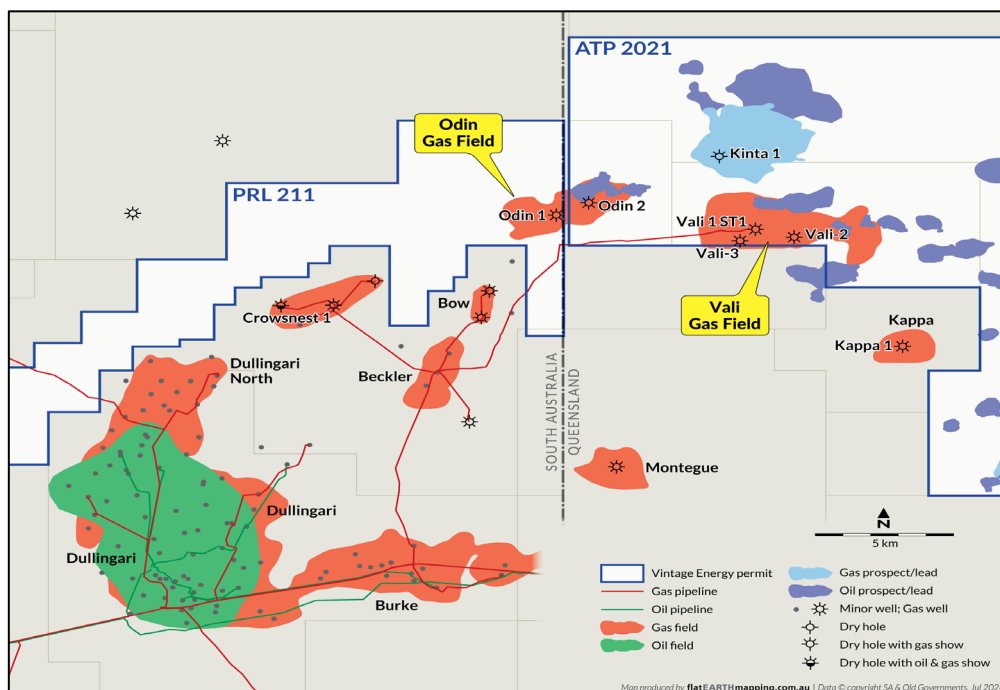 ATP 2021
Odin
Gas Field
Kinta 1
PRL 211
Odin 1
Odin 2
Vali 1 ST1
Vali-2
Vali-3
Bow
Crowsnest 1
Vali
Gas Field
Kappa
Kappa 1
Dullingari
North
Beckler
SOUTH AUSTRALIA
QUEENSLAND
Montegue
Dullingari
Dullingari
N
5 km
Burke
Vintage Energy permit
Gas pipeline
Oil pipeline
Gas field
Oil field
Gas prospect/lead
Oil prospect/lead
Minor well; Gas well
Dry hole
Dry hole with gas show
Dry hole with oil & gas show
Map produced by flatEARTHmapping.com.au | Data © copyright SA & Qld Governments, Jul 202